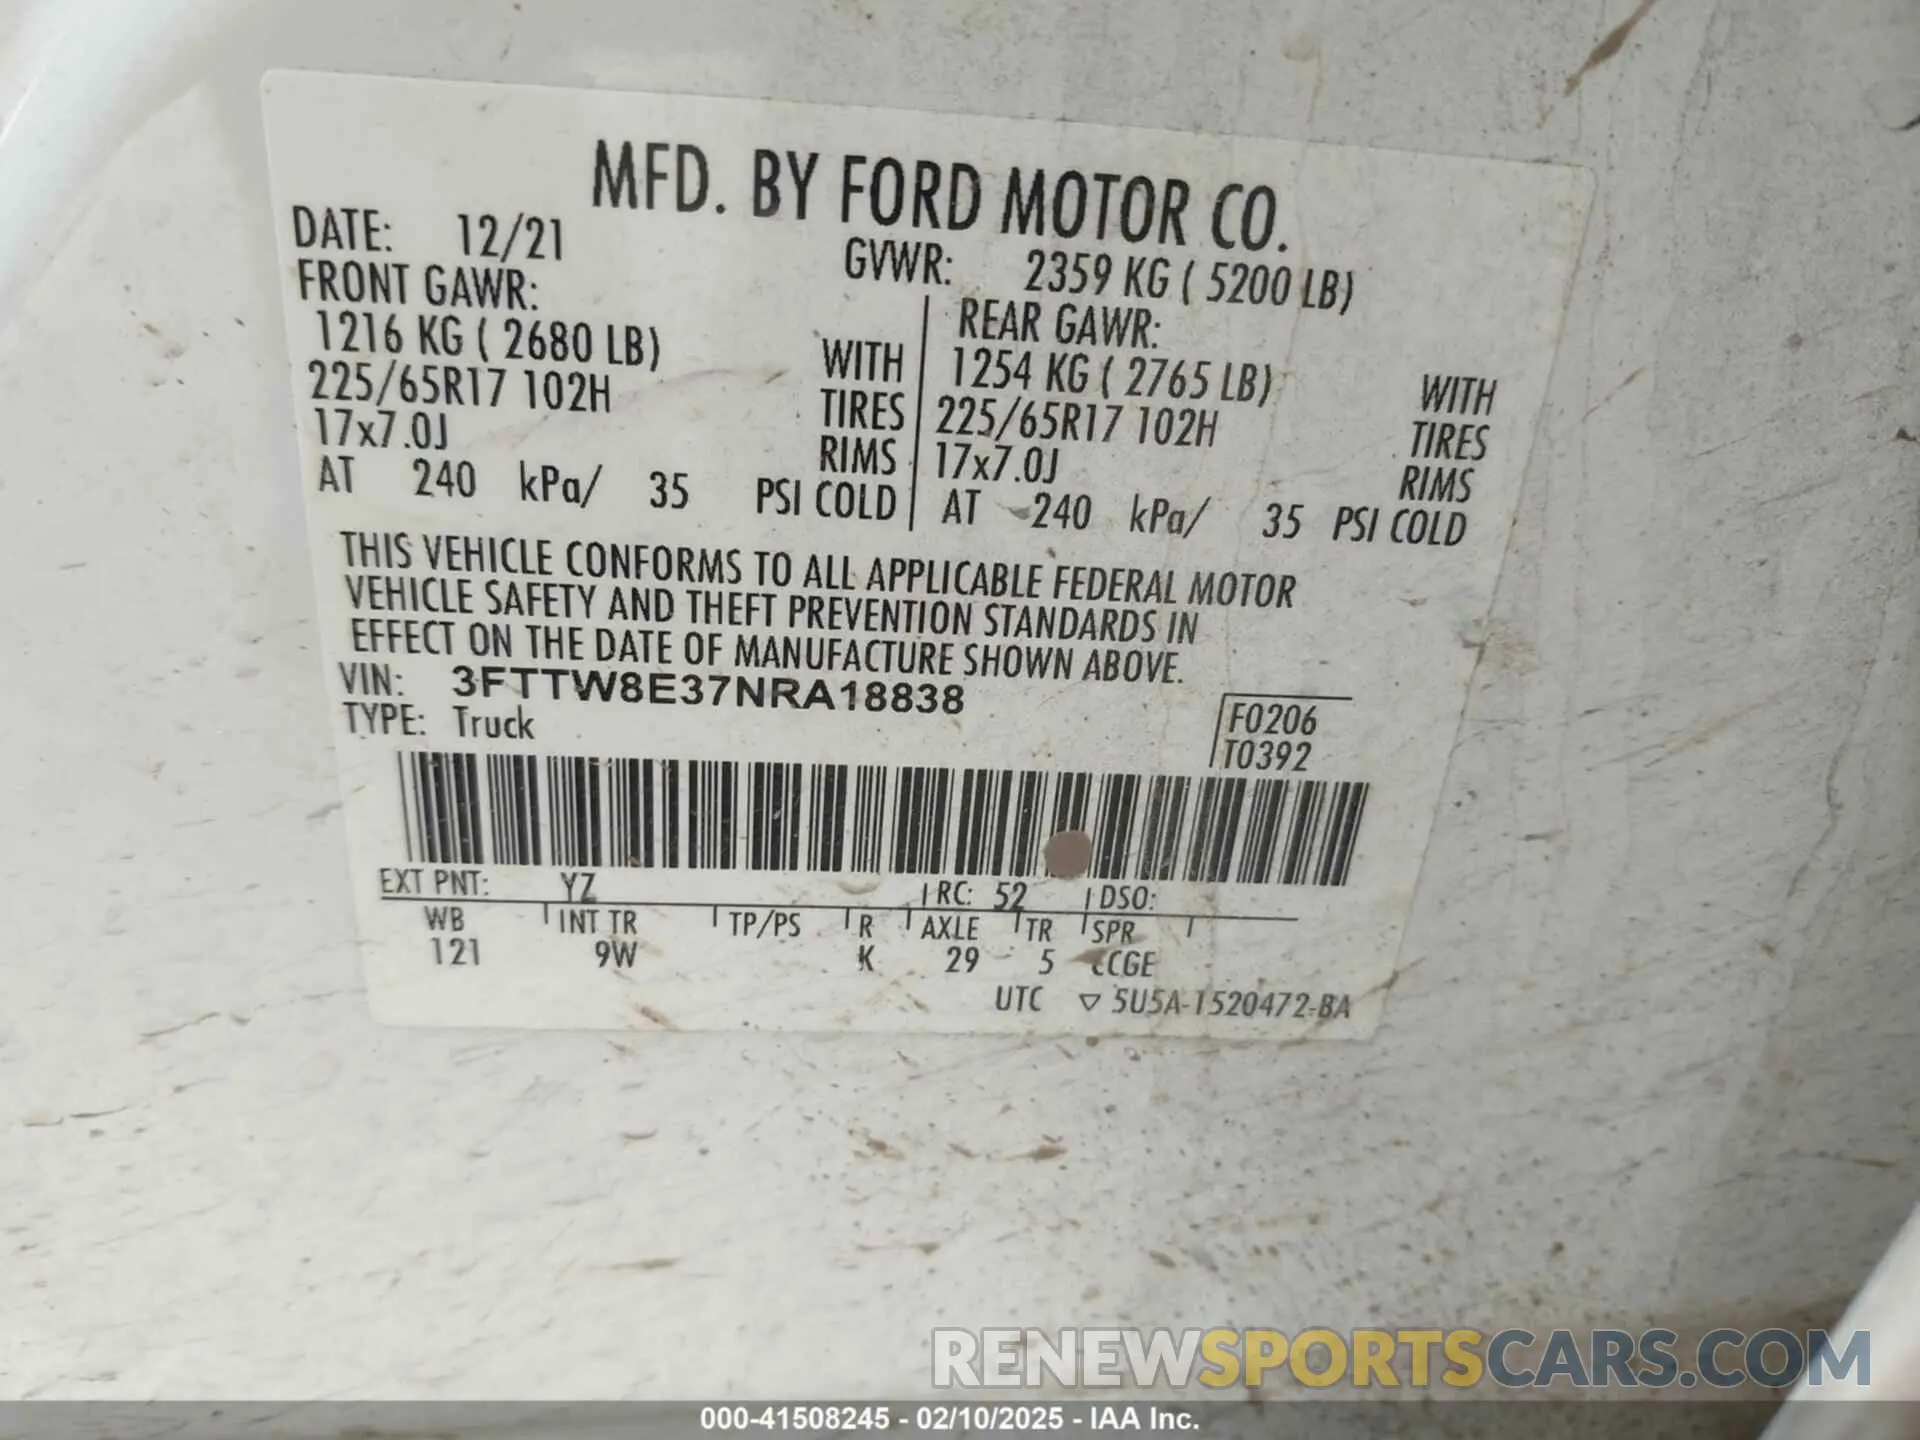 MFD. BY FORD MOTOR CO.
DATE: 12/21 GVWR: 2359 KG ( 5200 LB)
FRONT GAWR: REAR GAWR:
1216 KG ( 2680 LB) WITH 1254 KG ( 2765 LB) WITH
225/65R17 102H TIRES 225/65R17 102H TIRES
17x7.0J RIMS 17x7.0J RIMS
AT 240 kPa/ 35 PSI COLD AT 240 kPa/ 35 PSI COLD
THIS VEHICLE CONFORMS TO ALL APPLICABLE FEDERAL MOTOR
VEHICLE SAFETY AND THEFT PREVENTION STANDARDS IN
EFFECT ON THE DATE OF MANUFACTURE SHOWN ABOVE.
VIN: 3FTTW8E37NRA18838
TYPE: Truck
F0206
T0392
EXT PNT: YZ RC: 52 DSO:
WB INT TR TP/PS R AXLE TR SPR
121 9W K 29 5 CCGE
UTC ▽ 5U5A-1520472-BA
RENEWSPORTSCARS.COM
000-41508245 - 02/10/2025 - IAA Inc.